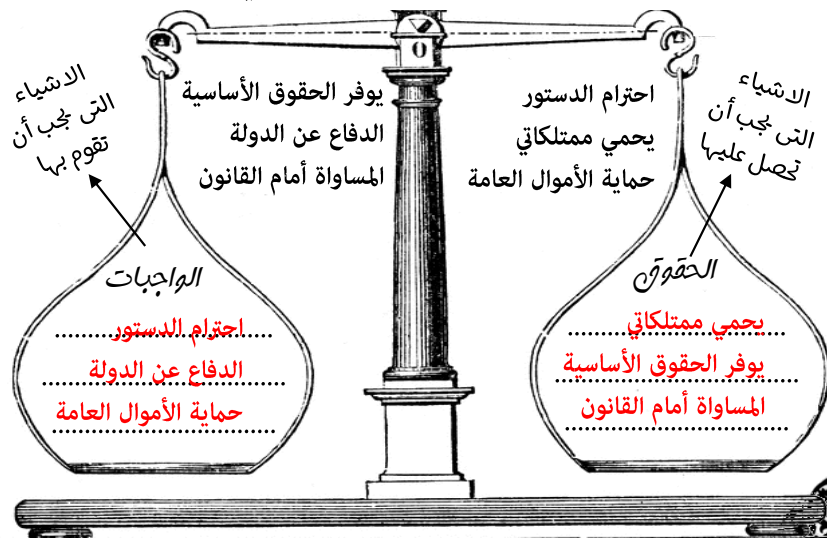 الاشياء
التى يجب أن
تحصل عليها
احترام الدستور
يحمي ممتلكاتي
حماية الأموال العامة
يوفر الحقوق الأساسية
الدفاع عن الدولة
المساواة أمام القانون
الاشياء
التى يجب أن
تقوم بها
الحقوق
يحمي ممتلكاتي
يوفر الحقوق الأساسية
المساواة أمام القانون
الواجبات
احترام الدستور
الدفاع عن الدولة
حماية الأموال العامة
0